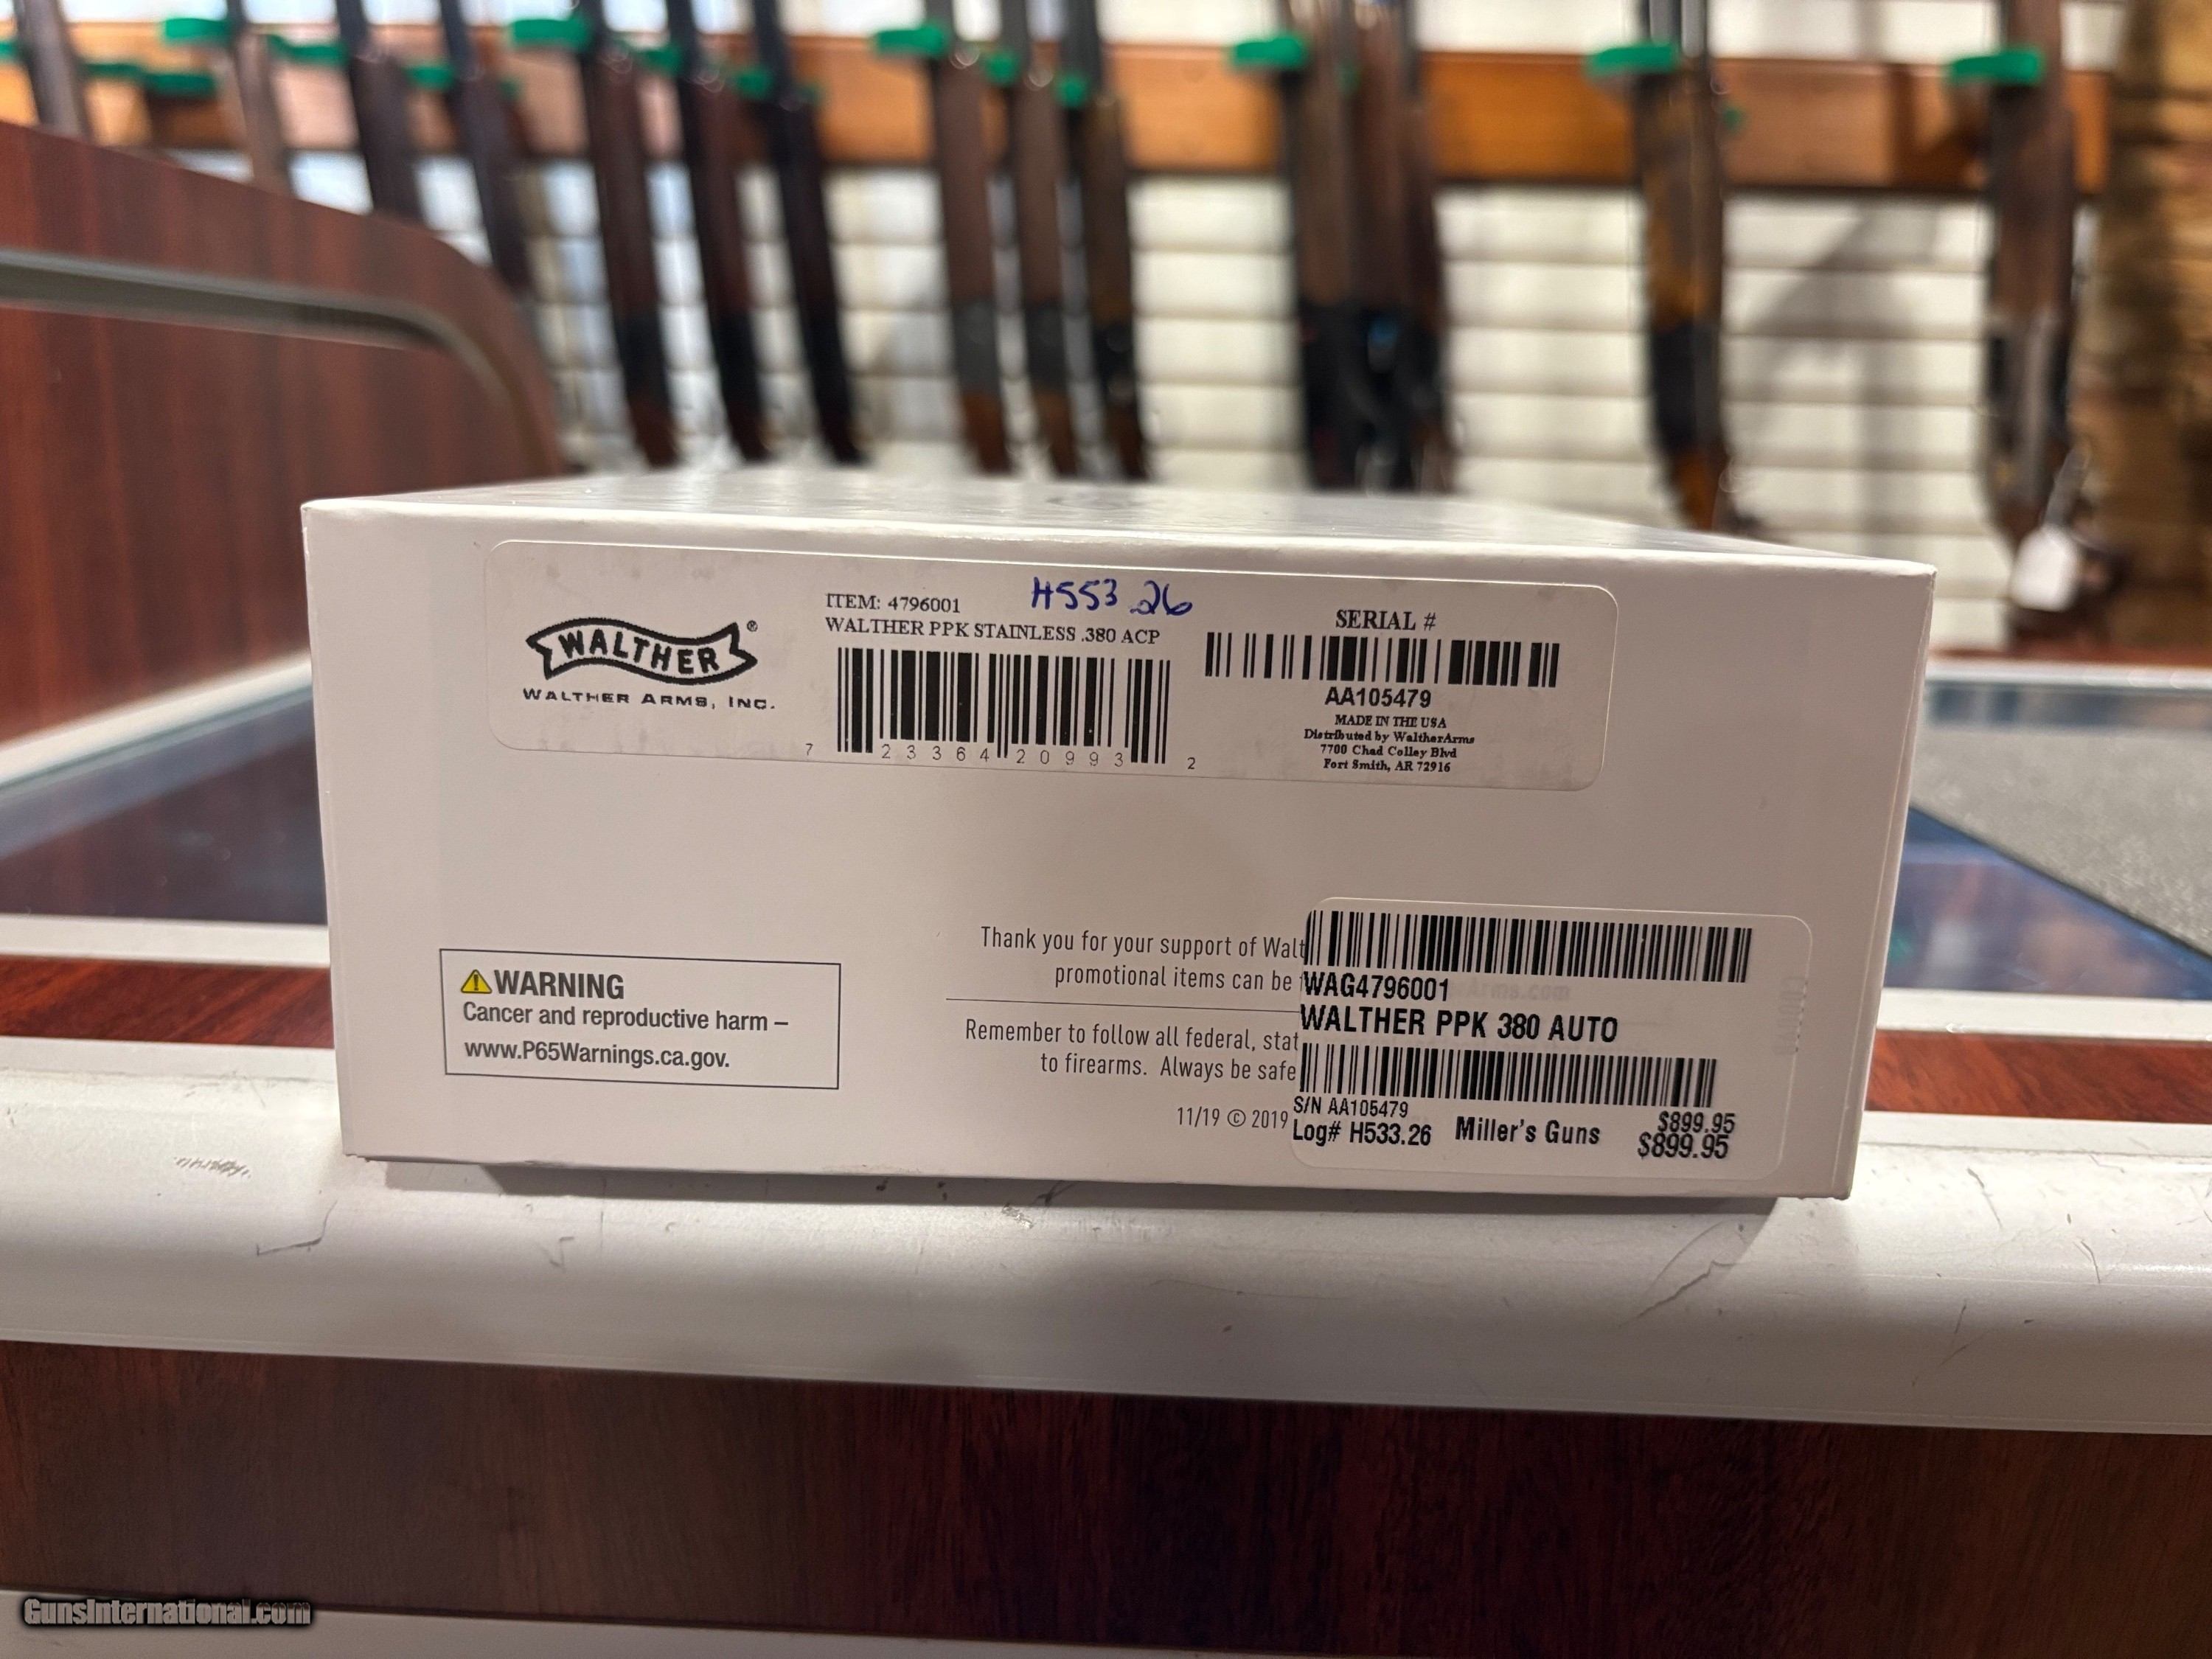 WALTHER®
WALTHER ARMS, INC.
ITEM: 4796001
H553.26
WALTHER PPK STAINLESS .380 ACP
7 23364 20993 2
SERIAL #
AA105479
MADE IN THE USA
Distributed by WaltherArms
7700 Chad Colley Blvd
Fort Smith, AR 72916
WARNING
Cancer and reproductive harm –
www.P65Warnings.ca.gov.
Thank you for your support of Walt
promotional items can be
Remember to follow all federal, stat
to firearms. Always be safe
11/19 © 2019
WAG4796001
WALTHER PPK 380 AUTO
S/N AA105479
$899.95
Log# H533.26 Miller's Guns $899.95
GunsInternational.com